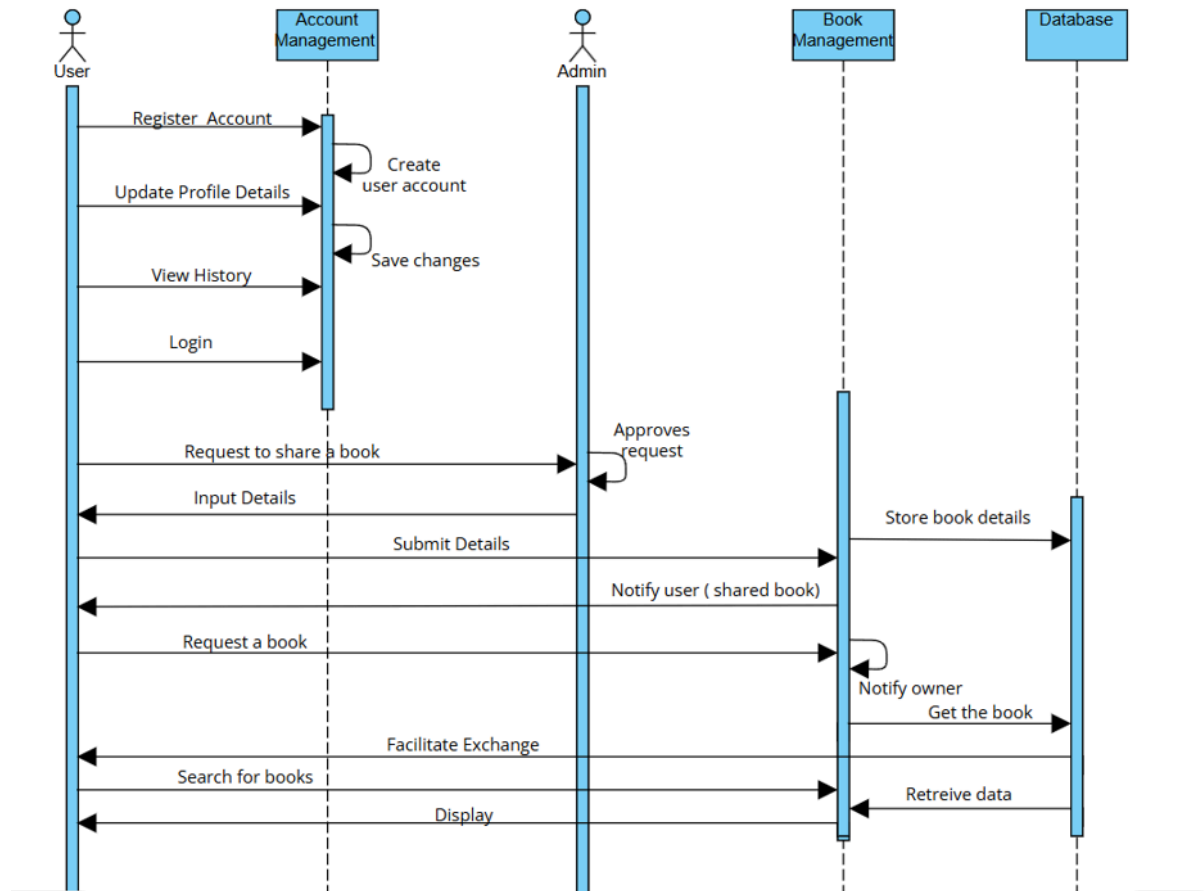 User
Account
Management
Admin
Book
Management
Database
Register  Account
Create
user account
Update Profile Details
Save changes
View History
Login
Approves
request
Request to share a book
Input Details
Store book details
Submit Details
Notify user ( shared book)
Request a book
Notify owner
Get the book
Facilitate Exchange
Search for books
Retreive data
Display